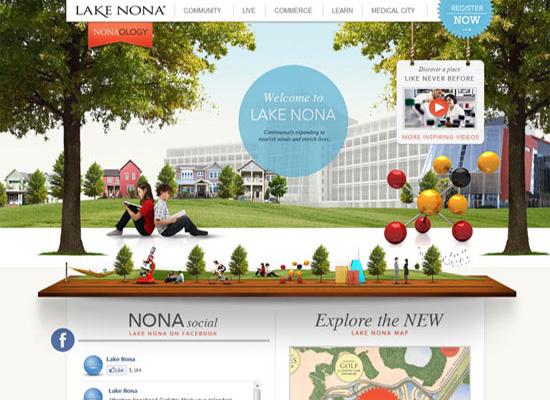 LAKE NONA®
COMMUNITY
LIVE
COMMERCE
LEARN
MEDICAL CITY
REGISTER
NOW
NONAOLOGY
Discover a place
LIKE NEVER BEFORE
MORE INSPIRING VIDEOS
Welcome to
LAKE NONA
Continuously expanding to
nourish minds and enrich lives.
NONA social
LAKE NONA ON FACEBOOK
f
Lake Nona
Like 5,164
Lake Nona
Explore the NEW
LAKE NONA MAP
GOLF